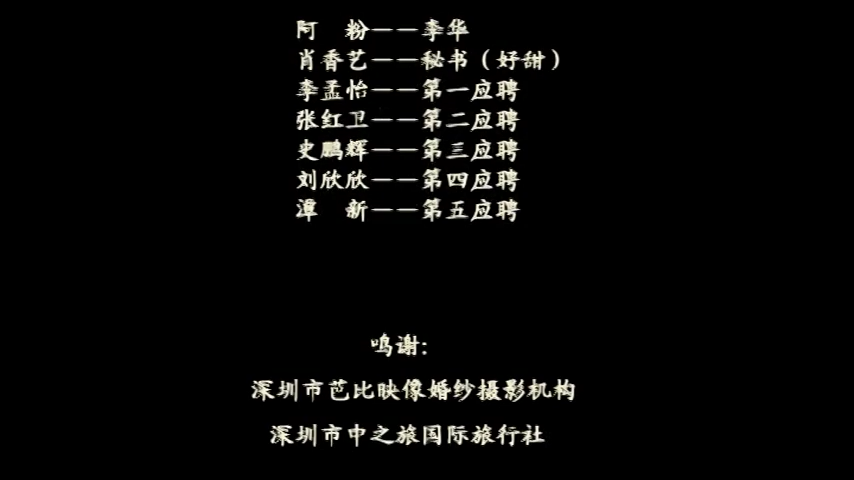 阿　粉——李华
肖香艺——秘书（好甜）
李孟怡——第一应聘
张红卫——第二应聘
史鹏辉——第三应聘
刘欣欣——第四应聘
潭　新——第五应聘
鸣谢:
深圳市芭比映像婚纱摄影机构
深圳市中之旅国际旅行社